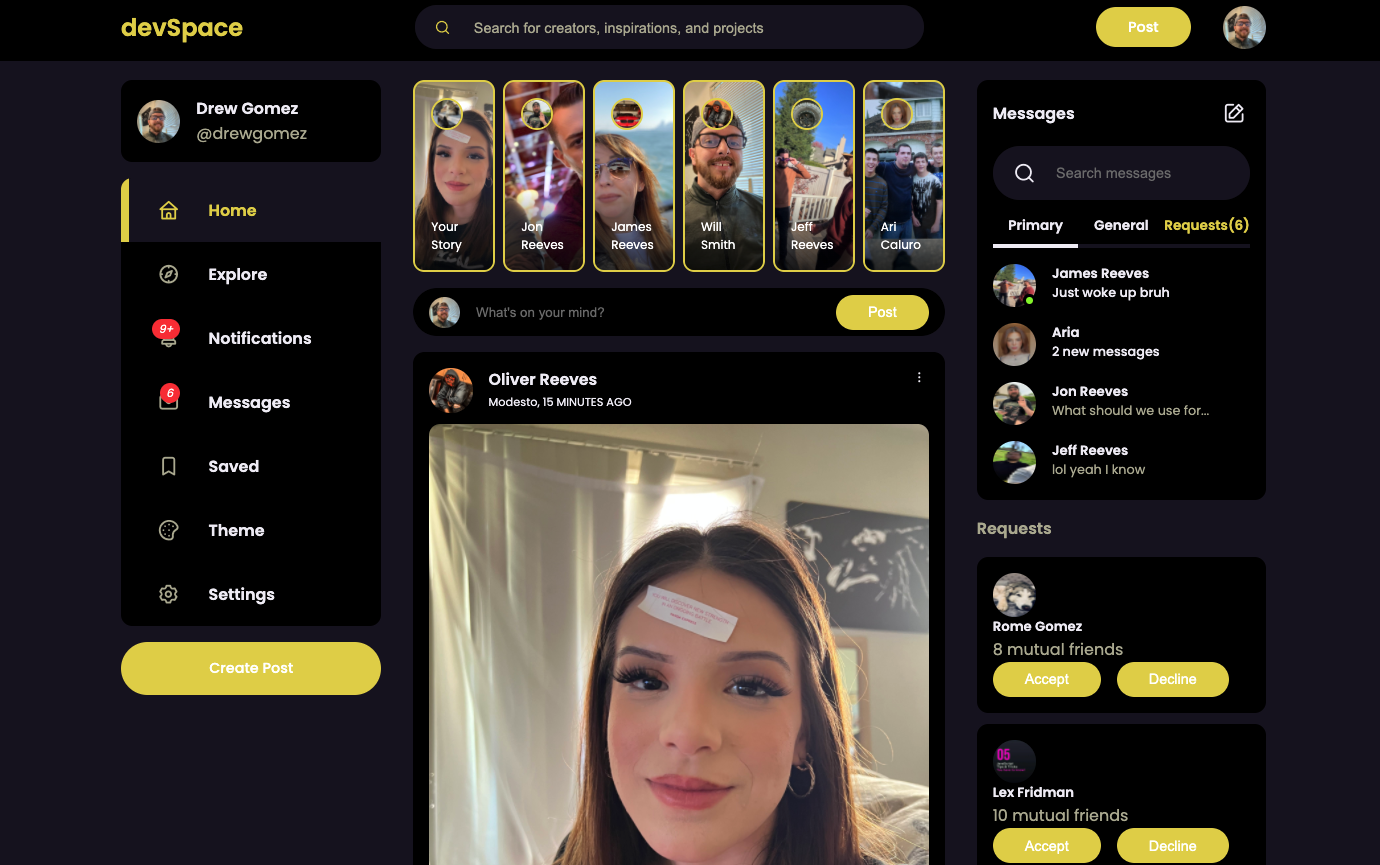 devSpace
Search for creators, inspirations, and projects
Post
Drew Gomez
@drewgomez
Home
Explore
9+
Notifications
6
Messages
Saved
Theme
Settings
Create Post
Your
Story
Jon
Reeves
James
Reeves
Will
Smith
Jeff
Reeves
Ari
Caluro
What's on your mind?
Post
Oliver Reeves
Modesto, 15 MINUTES AGO
Messages
Search messages
Primary
General
Requests(6)
James Reeves
Just woke up bruh
Aria
2 new messages
Jon Reeves
What should we use for...
Jeff Reeves
lol yeah I know
Requests
Rome Gomez
8 mutual friends
Accept
Decline
05
Lex Fridman
10 mutual friends
Accept
Decline